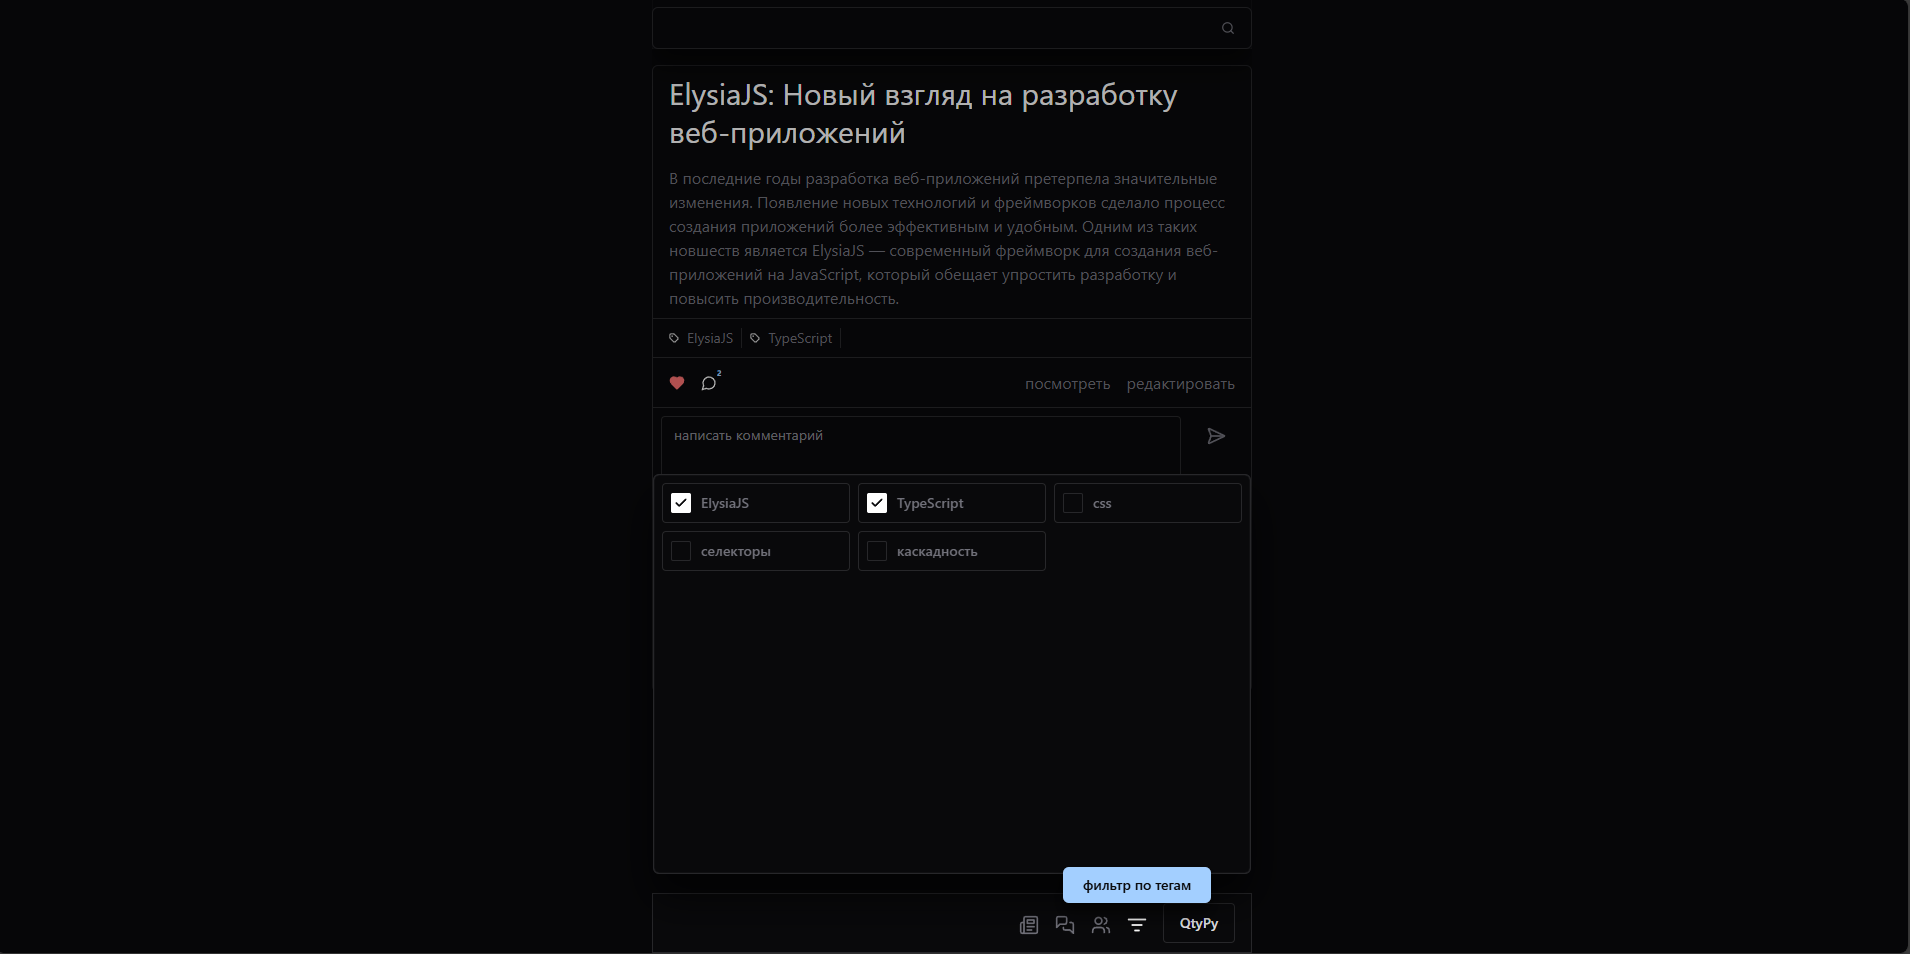 ElysiaJS: Новый взгляд на разработку
веб-приложений
В последние годы разработка веб-приложений претерпела значительные
изменения. Появление новых технологий и фреймворков сделало процесс
создания приложений более эффективным и удобным. Одним из таких
новшеств является ElysiaJS — современный фреймворк для создания веб-
приложений на JavaScript, который обещает упростить разработку и
повысить производительность.
ElysiaJS TypeScript
2
посмотреть редактировать
написать комментарий
ElysiaJS TypeScript css
селекторы каскадность
фильтр по тегам
QtyPy